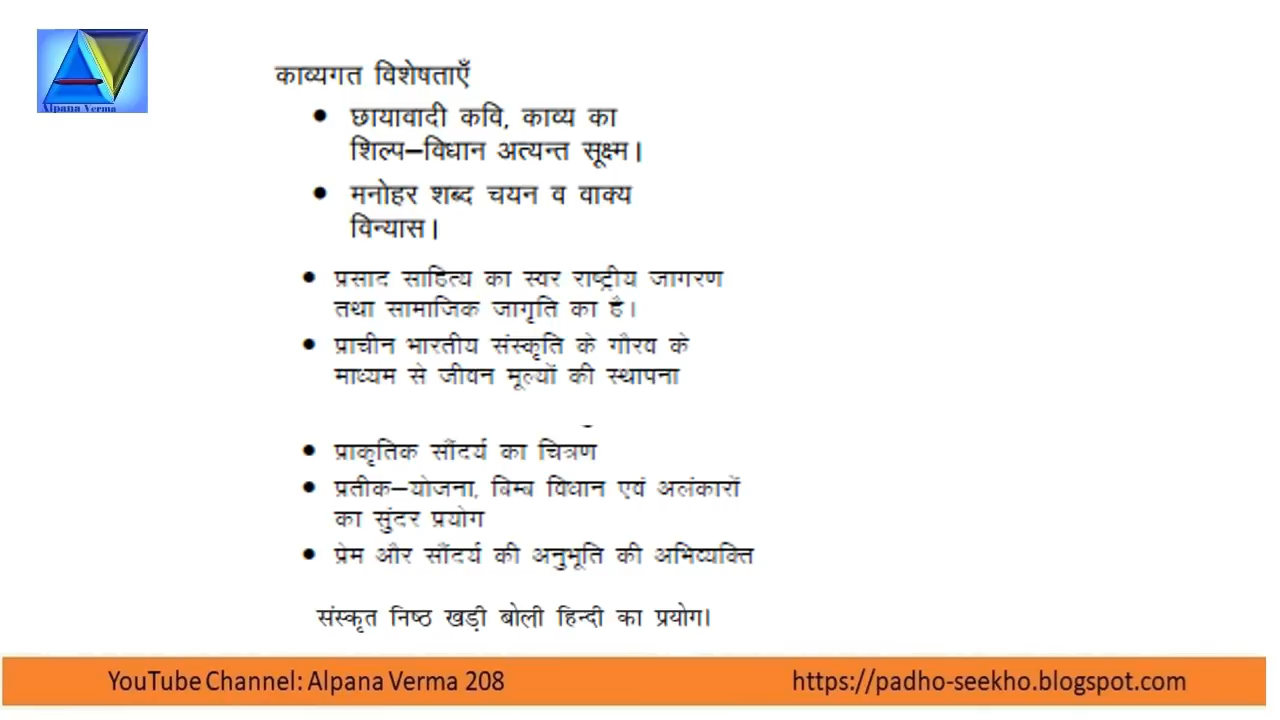 Alpana Verma
काव्यगत विशेषताएँ
• छायावादी कवि, काव्य का
शिल्प–विधान अत्यन्त सूक्ष्म।
• मनोहर शब्द चयन व वाक्य
विन्यास।
• प्रसाद साहित्य का स्वर राष्ट्रीय जागरण
तथा सामाजिक जागृति का है।
• प्राचीन भारतीय संस्कृति के गौरव के
माध्यम से जीवन मूल्यों की स्थापना
• प्राकृतिक सौंदर्य का चित्रण
• प्रतीक–योजना, बिम्ब विधान एवं अलंकारों
का सुंदर प्रयोग
• प्रेम और सौंदर्य की अनुभूति की अभिव्यक्ति
संस्कृत निष्ठ खड़ी बोली हिन्दी का प्रयोग।
YouTube Channel: Alpana Verma 208
https://padho-seekho.blogspot.com